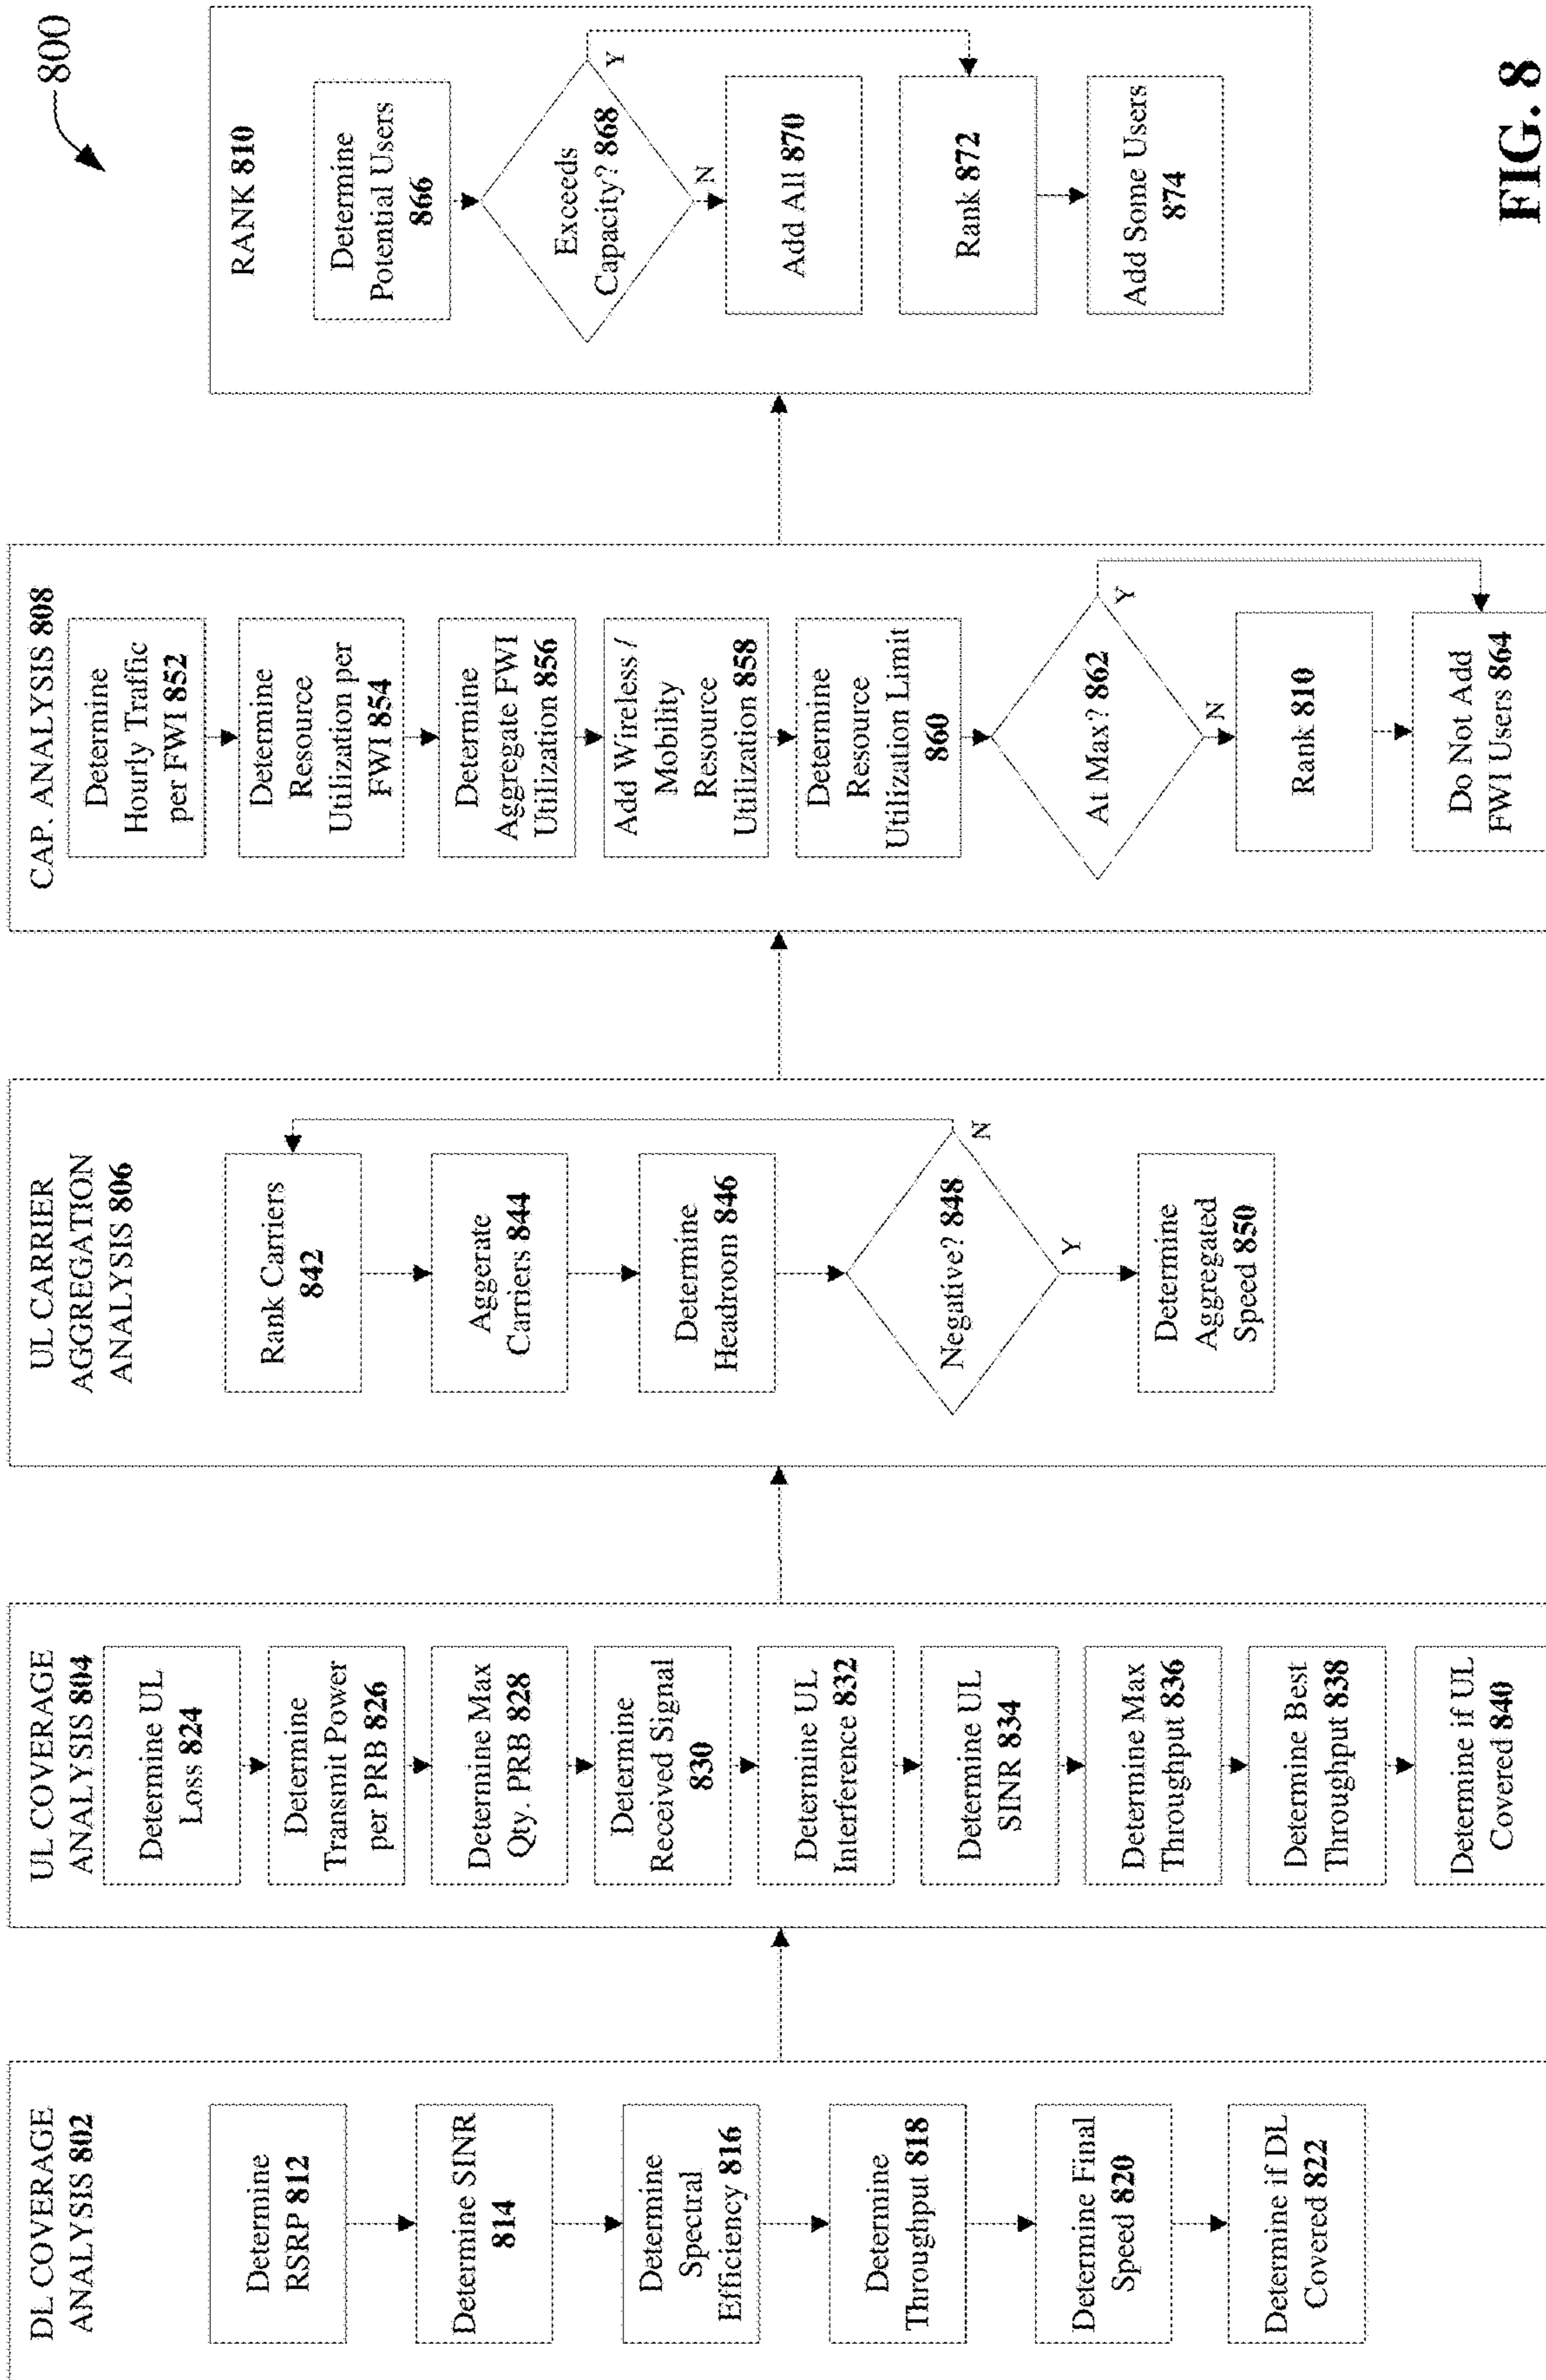 800
DL COVERAGE
ANALYSIS 802
Determine
RSRP 812
Determine SINR
814
Determine
Spectral
Efficiency 816
Determine
Throughput 818
Determine Final
Speed 820
Determine if DL
Covered 822
UL COVERAGE
ANALYSIS 804
Determine UL
Loss 824
Determine
Transmit Power
per PRB 826
Determine Max
Qty. PRB 828
Determine
Received Signal
830
Determine UL
Interference 832
Determine UL
SINR 834
Determine Max
Throughput 836
Determine Best
Throughput 838
Determine if UL
Covered 840
UL CARRIER
AGGREGATION
ANALYSIS 806
Rank Carriers
842
Aggerate
Carriers 844
Determine
Headroom 846
Negative? 848
N
Y
Determine
Aggregated
Speed 850
CAP. ANALYSIS 808
Determine
Hourly Traffic
per FWI 852
Determine
Resource
Utilization per
FWI 854
Determine
Aggregate FWI
Utilization 856
Add Wireless /
Mobility
Resource
Utilization 858
Determine
Resource
Utilization Limit
860
At Max? 862
Y
N
Rank 810
Do Not Add
FWI Users 864
RANK 810
Determine
Potential Users
866
Exceeds
Capacity? 868
Y
N
Add All 870
Rank 872
Add Some Users
874
FIG. 8